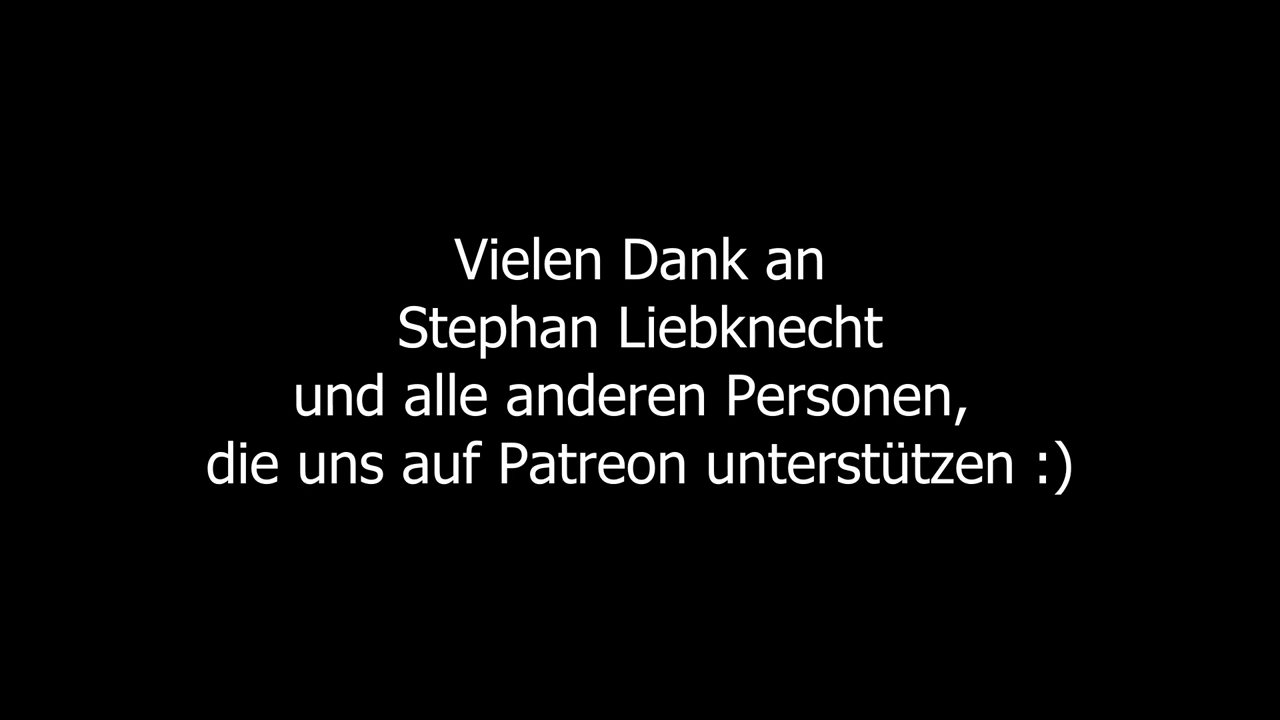 Vielen Dank an
Stephan Liebknecht
und alle anderen Personen,
die uns auf Patreon unterstützen :)